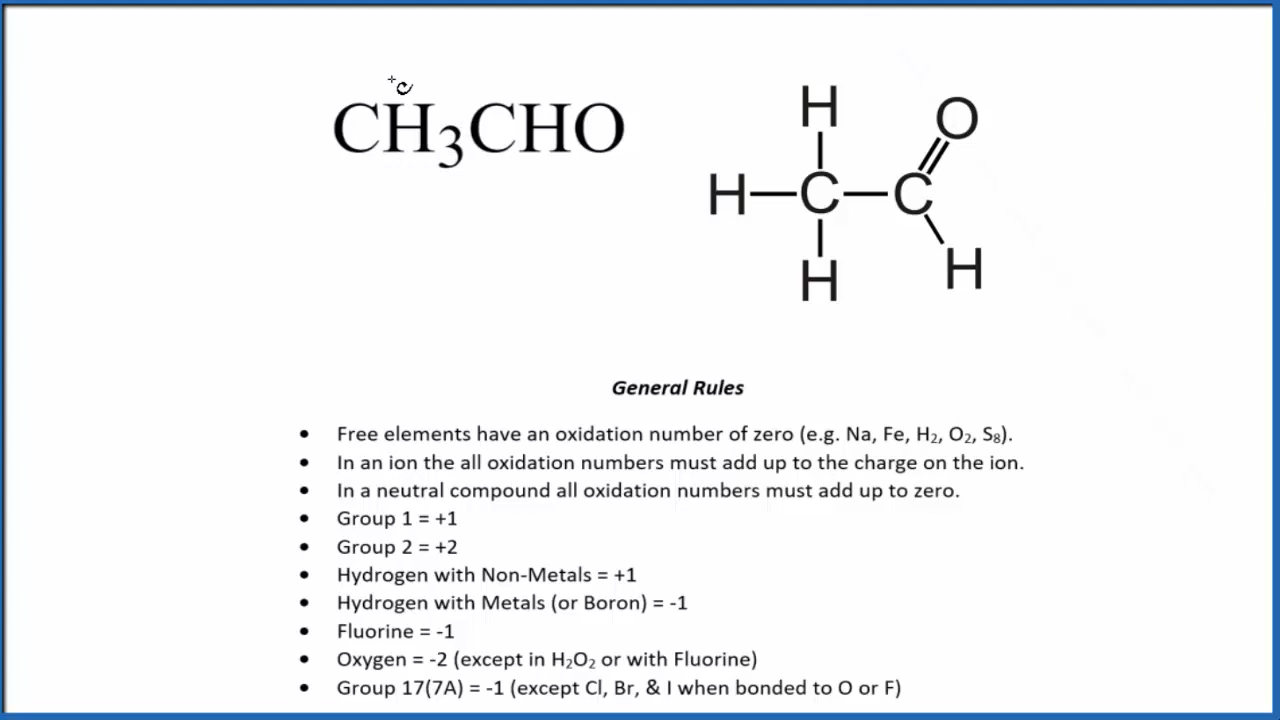 CH₃CHO
H
O
H C C
H
H
General Rules
• Free elements have an oxidation number of zero (e.g. Na, Fe, H₂, O₂, S₈).
• In an ion the all oxidation numbers must add up to the charge on the ion.
• In a neutral compound all oxidation numbers must add up to zero.
• Group 1 = +1
• Group 2 = +2
• Hydrogen with Non-Metals = +1
• Hydrogen with Metals (or Boron) = -1
• Fluorine = -1
• Oxygen = -2 (except in H₂O₂ or with Fluorine)
• Group 17(7A) = -1 (except Cl, Br, & I when bonded to O or F)